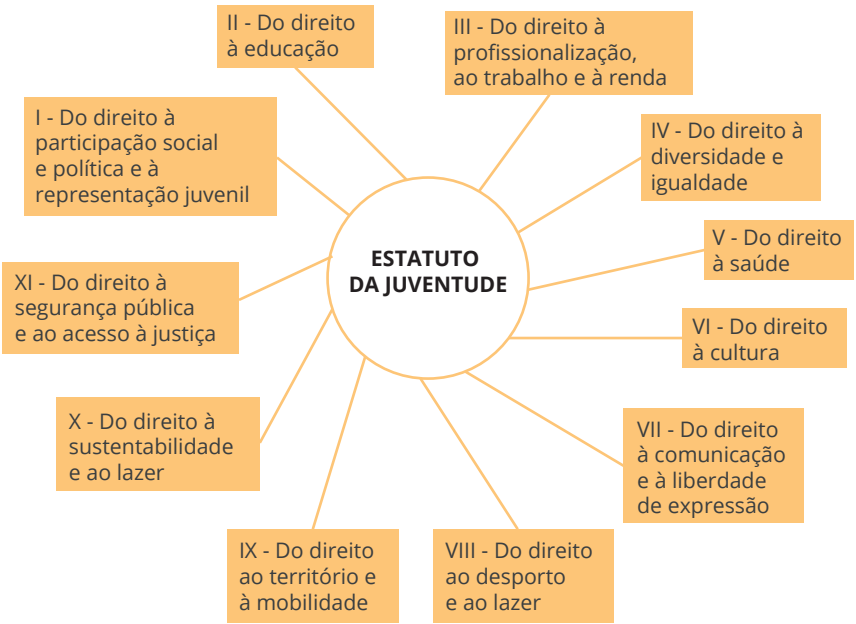 II - Do direito
à educação
III - Do direito à
profissionalização,
ao trabalho e à renda
I - Do direito à
participação social
e política e à
representação juvenil
IV - Do direito à
diversidade e
igualdade
ESTATUTO
DA JUVENTUDE
V - Do direito
à saúde
XI - Do direito à
segurança pública
e ao acesso à justiça
VI - Do direito
à cultura
X - Do direito à
sustentabilidade
e ao lazer
VII - Do direito
à comunicação
e à liberdade
de expressão
IX - Do direito
ao território e
à mobilidade
VIII - Do direito
ao desporto
e ao lazer